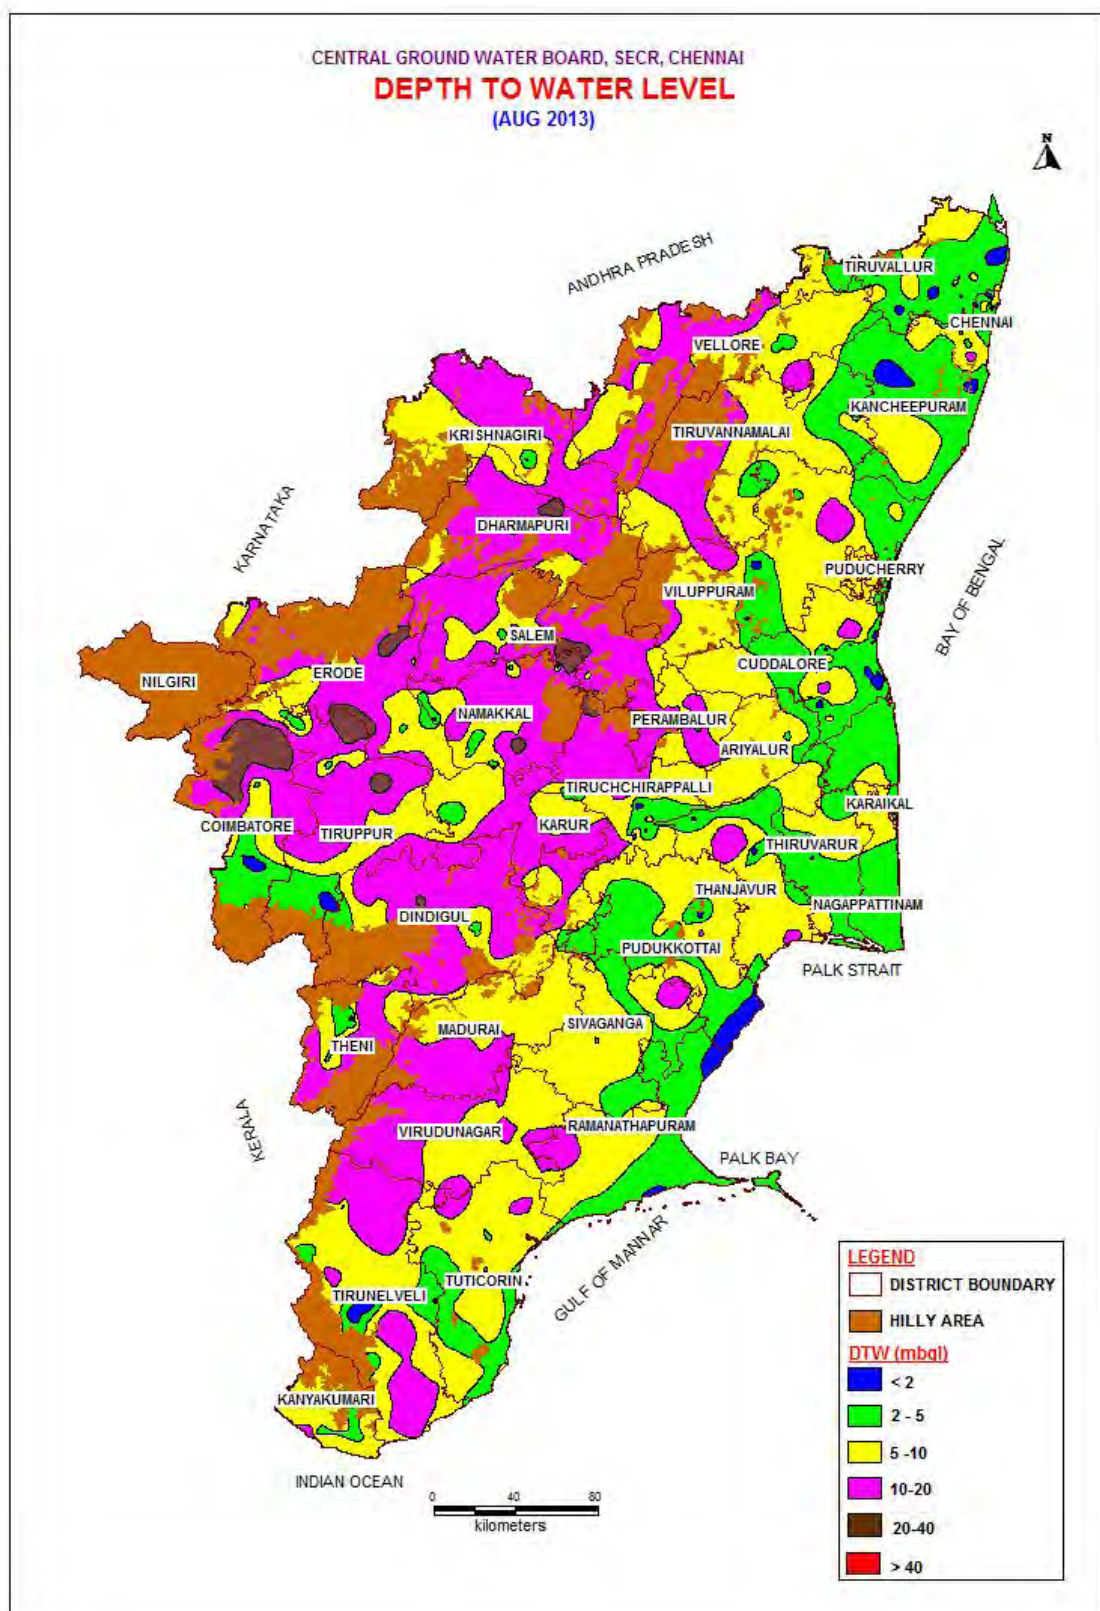 CENTRAL GROUND WATER BOARD, SECR, CHENNAI
DEPTH TO WATER LEVEL
(AUG 2013)
N
ANDHRA PRADESH
TIRUVALLUR
CHENNAI
VELLORE
KANCHEEPURAM
KRISHNAGIRI
TIRUVANNAMALAI
KARNATAKA
DHARMAPURI
PUDUCHERRY
BAY OF BENGAL
VILUPPURAM
SALEM
CUDDALORE
NILGIRI
ERODE
NAMAKKAL
PERAMBALUR
ARIYALUR
TIRUCHCHIRAPPALLI
KARAIKAL
COIMBATORE
TIRUPPUR
KARUR
THIRUVARUR
THANJAVUR
NAGAPPATTINAM
DINDIGUL
PUDUKKOTTAI
PALK STRAIT
MADURAI
SIVAGANGA
THENI
KERALA
VIRUDUNAGAR
RAMANATHAPURAM
PALK BAY
GULF OF MANNAR
TUTICORIN
TIRUNELVELI
KANYAKUMARI
INDIAN OCEAN
0 40 80
kilometers
LEGEND
DISTRICT BOUNDARY
HILLY AREA
DTW (mbgl)
< 2
2 - 5
5 -10
10-20
20-40
> 40